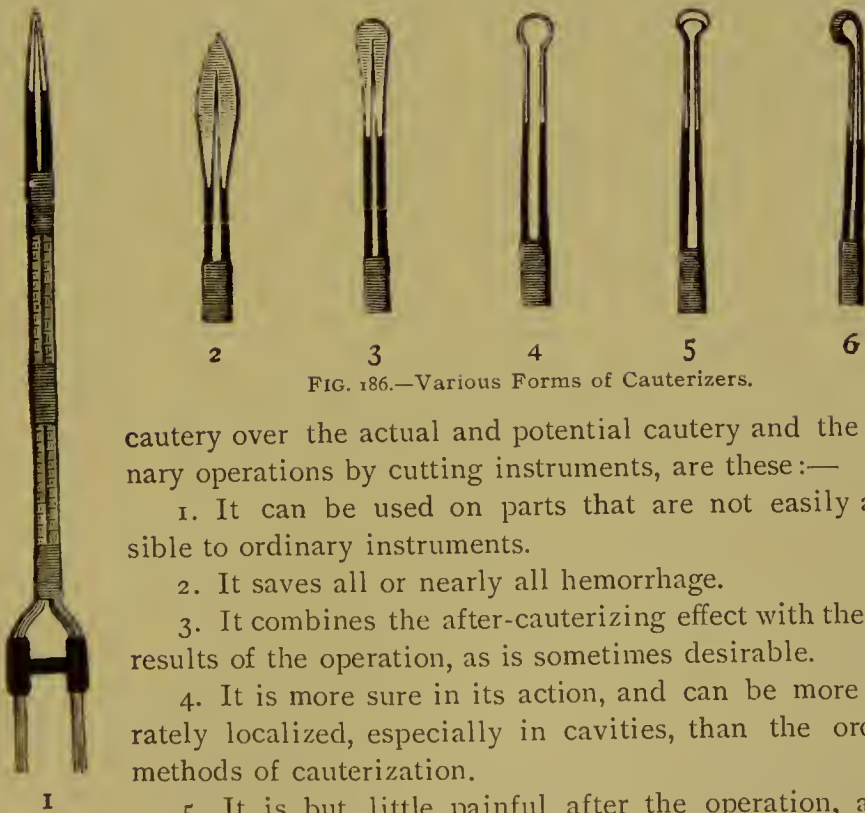 2
3
4
5
6
FIG. 186.—Various Forms of Cauterizers.
cautery over the actual and potential cautery and the
nary operations by cutting instruments, are these:—
1. It can be used on parts that are not easily a
sible to ordinary instruments.
2. It saves all or nearly all hemorrhage.
3. It combines the after-cauterizing effect with the
results of the operation, as is sometimes desirable.
4. It is more sure in its action, and can be more
rately localized, especially in cavities, than the ord
methods of cauterization.
1
5. It is but little painful after the operation, a